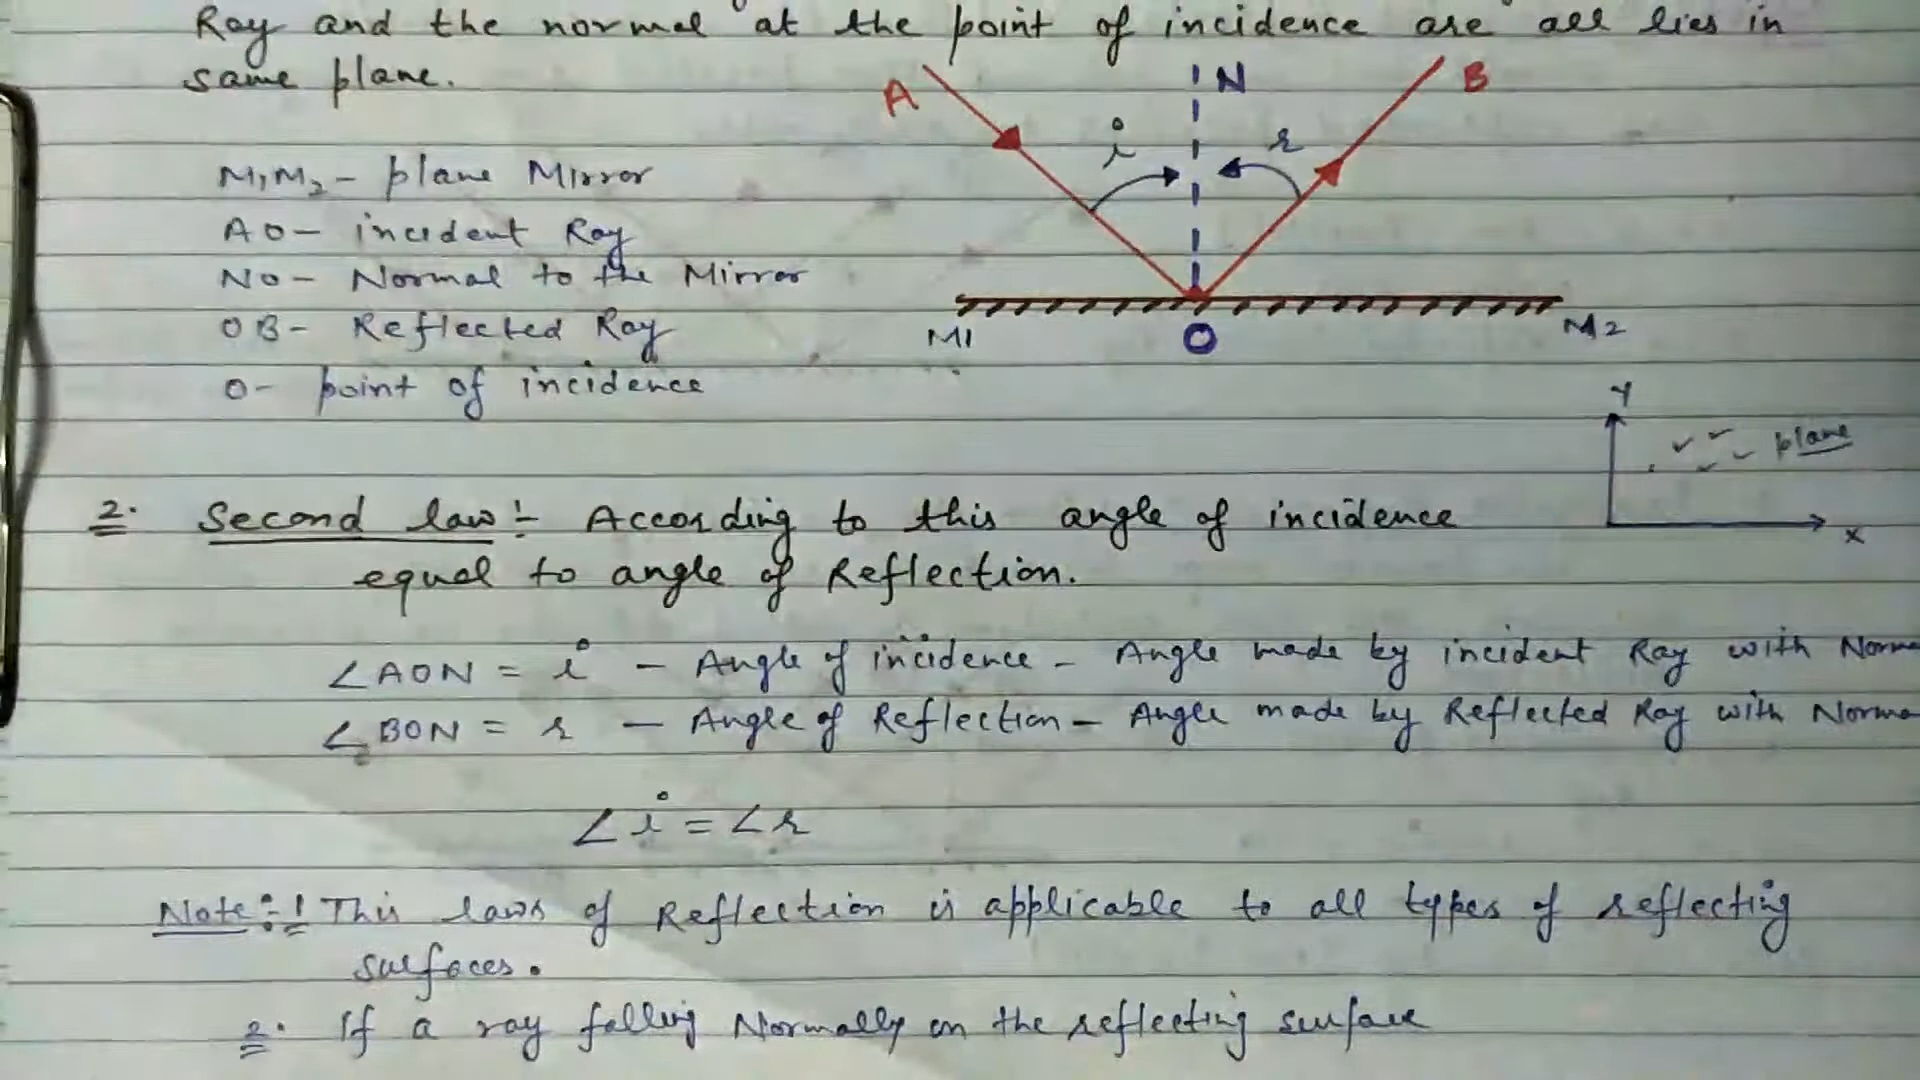 Ray and the normal at the point of incidence are all lies in
same plane.
A
N
B
i
r
M1M2 - plane Mirror
AO - incident Ray
NO - Normal to the Mirror
OB - Reflected Ray
O - point of incidence
M1
O
M2
Y
plane
x
2. Second law :- According to this angle of incidence
equal to angle of Reflection.
∠AON = i - Angle of incidence - Angle made by incident Ray with Norma
∠BON = r - Angle of Reflection - Angle made by Reflected Ray with Norma
∠i = ∠r
Note :- 1 This laws of Reflection is applicable to all types of reflecting
surfaces.
2. If a ray falling Normally on the reflecting surface